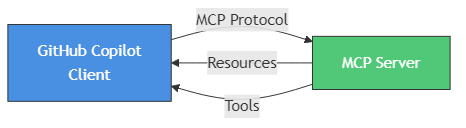 MCP Protocol
GitHub Copilot
Client
Resources
MCP Server
Tools